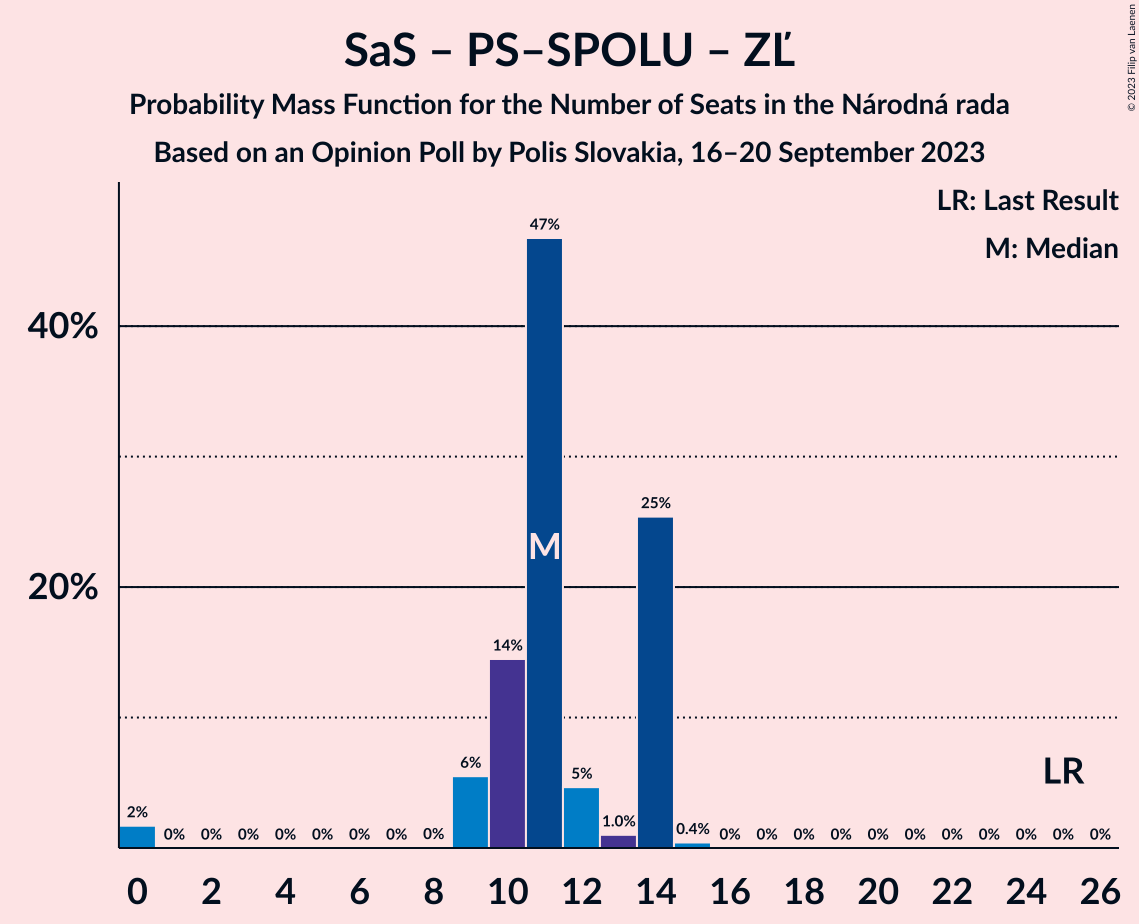 SaS – PS–SPOLU – ZĽ
Probability Mass Function for the Number of Seats in the Národná rada
Based on an Opinion Poll by Polis Slovakia, 16–20 September 2023
© 2023 Filip van Laenen
LR: Last Result
M: Median
40%
20%
2% 0% 0% 0% 0% 0% 0% 0% 0% 6% 14% 47% 5% 1.0% 25% 0.4% 0% 0% 0% 0% 0% 0% 0% 0% 0% 0% 0%
M
LR
0 2 4 6 8 10 12 14 16 18 20 22 24 26